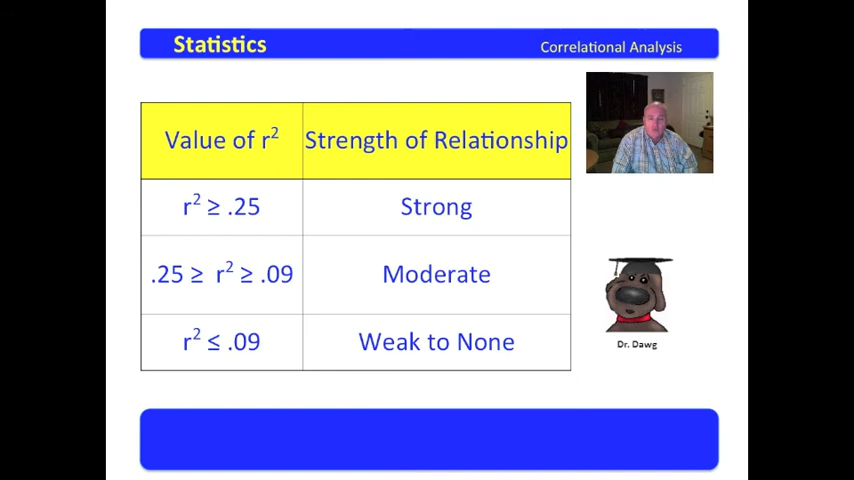 Statistics
Correlational Analysis
Value of r² Strength of Relationship
r² ≥ .25 Strong
.25 ≥ r² ≥ .09 Moderate
r² ≤ .09 Weak to None
Dr. Dawg